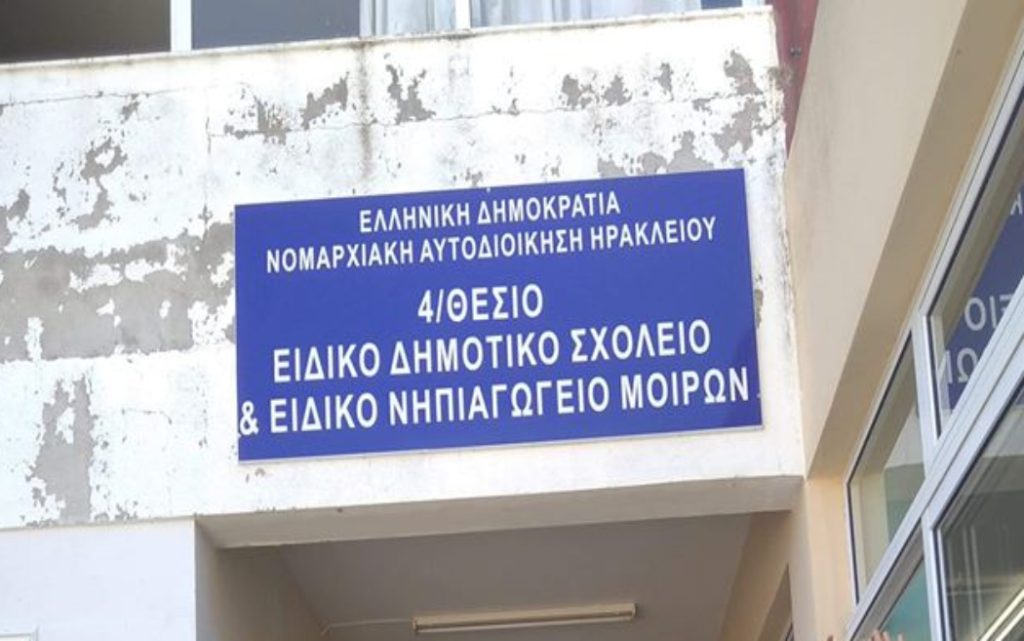 ΕΛΛΗΝΙΚΗ ΔΗΜΟΚΡΑΤΙΑ
ΝΟΜΑΡΧΙΑΚΗ ΑΥΤΟΔΙΟΙΚΗΣΗ ΗΡΑΚΛΕΙΟΥ
4/ΘΕΣΙΟ
ΕΙΔΙΚΟ ΔΗΜΟΤΙΚΟ ΣΧΟΛΕΙΟ
& ΕΙΔΙΚΟ ΝΗΠΙΑΓΩΓΕΙΟ ΜΟΙΡΩΝ